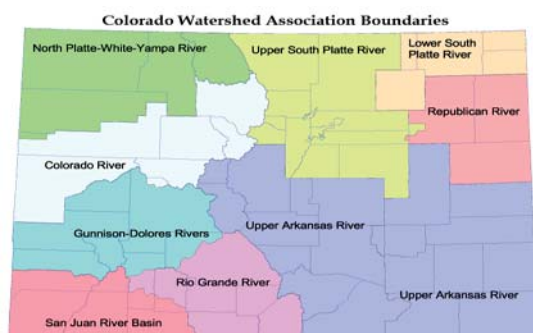 Colorado Watershed Association Boundaries
North Platte-White-Yampa River
Upper South Platte River
Lower South
Platte River
Republican River
Colorado River
Gunnison-Dolores Rivers
Upper Arkansas River
Rio Grande River
Upper Arkansas River
San Juan River Basin